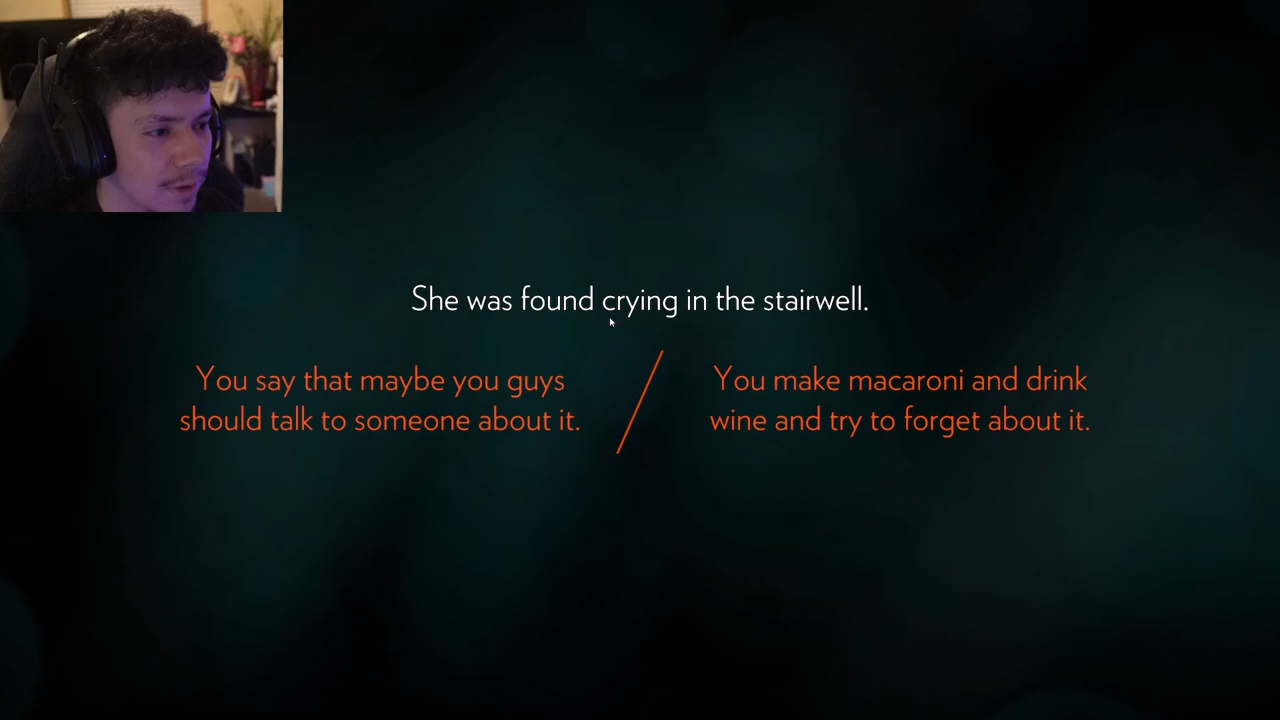 She was found crying in the stairwell.
You say that maybe you guys
should talk to someone about it.
You make macaroni and drink
wine and try to forget about it.